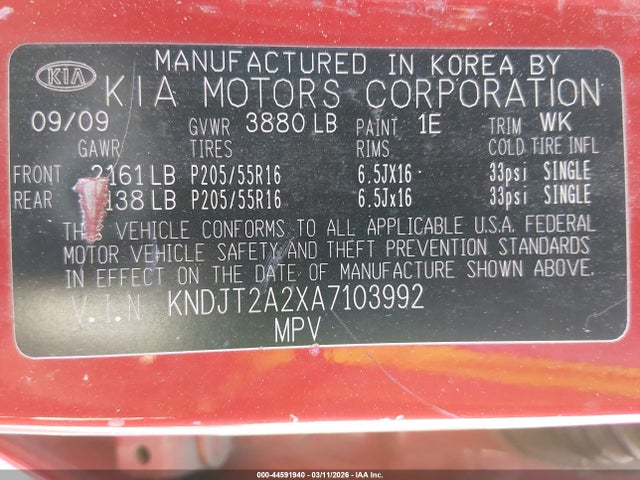 MANUFACTURED IN KOREA BY
KIA KIA MOTORS CORPORATION
09/09 GVWR 3880 LB PAINT 1E TRIM WK
GAWR TIRES RIMS COLD TIRE INFL
FRONT 2161 LB P205/55R16 6.5JX16 33psi SINGLE
REAR 138 LB P205/55R16 6.5Jx16 33psi SINGLE
VEHICLE CONFORMS TO ALL APPLICABLE U.S.A. FEDERAL
MOTOR VEHICLE SAFETY AND THEFT PREVENTION STANDARDS
IN EFFECT ON THE DATE OF MANUFACTURE SHOWN ABOVE.
V.I.N KNDJT2A2XA7103992
MPV
000-44591940 - 03/11/2026 - IAA Inc.